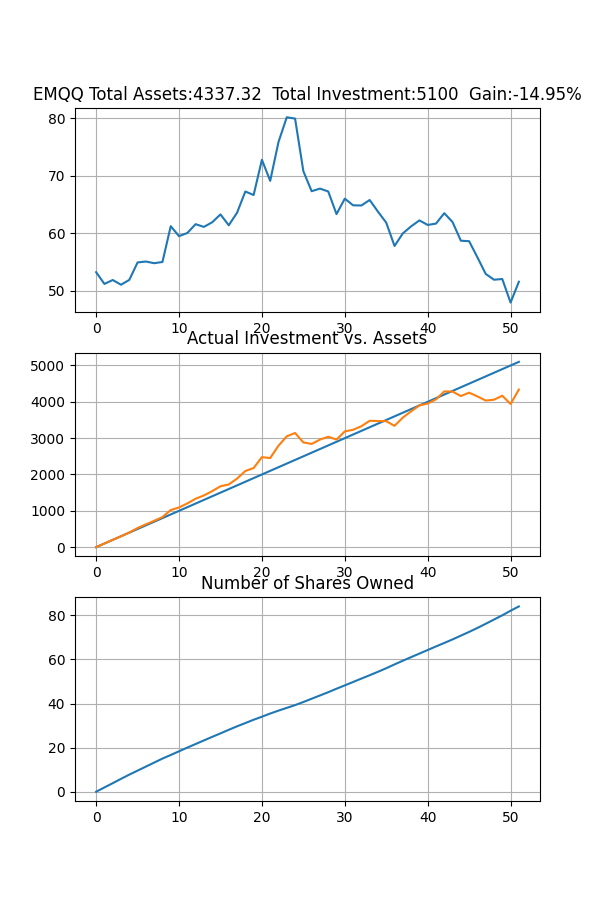 EMQQ Total Assets:4337.32  Total Investment:5100  Gain:-14.95%
80
70
60
50
0 10 20 30 40 50
Actual Investment vs. Assets
5000
4000
3000
2000
1000
0
0 10 20 30 40 50
Number of Shares Owned
80
60
40
20
0
0 10 20 30 40 50